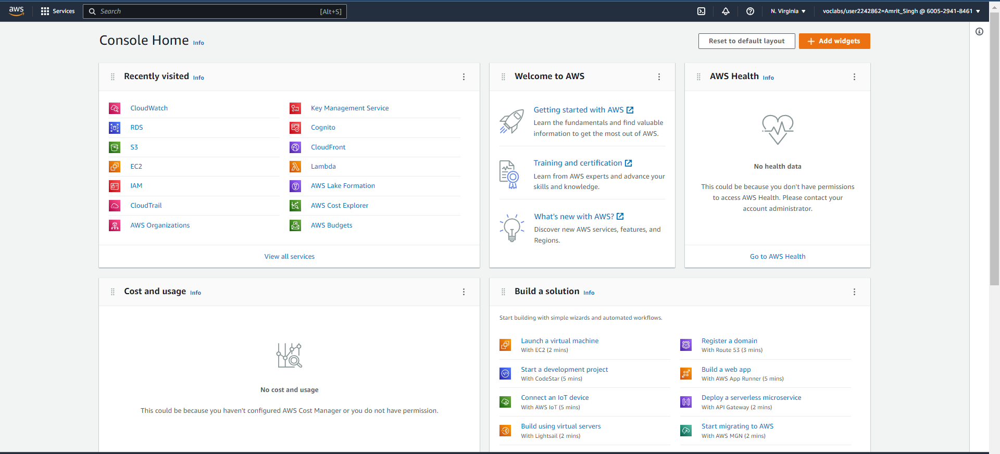 aws
Services
Search
[Alt+S]
N. Virginia
voclabs/user2242862=Amrit_Singh @ 6005-2941-8461
Console Home Info
Reset to default layout
Add widgets
Recently visited Info
CloudWatch
RDS
S3
EC2
IAM
CloudTrail
AWS Organizations
Key Management Service
Cognito
CloudFront
Lambda
AWS Lake Formation
AWS Cost Explorer
AWS Budgets
View all services
Welcome to AWS
Getting started with AWS
Learn the fundamentals and find valuable
information to get the most out of AWS.
Training and certification
Learn from AWS experts and advance your
skills and knowledge.
What's new with AWS?
Discover new AWS services, features, and
Regions.
AWS Health Info
No health data
This could be because you don't have permissions
to access AWS Health. Please contact your
account administrator.
Go to AWS Health
Cost and usage Info
No cost and usage
This could be because you haven't configured AWS Cost Manager or you do not have permission.
Build a solution Info
Start building with simple wizards and automated workflows.
Launch a virtual machine
With EC2 (2 mins)
Start a development project
With CodeStar (5 mins)
Connect an IoT device
With AWS IoT (5 mins)
Build using virtual servers
With Lightsail (2 mins)
Register a domain
With Route 53 (3 mins)
Build a web app
With AWS App Runner (5 mins)
Deploy a serverless microservice
With API Gateway (2 mins)
Start migrating to AWS
With AWS MGN (2 mins)